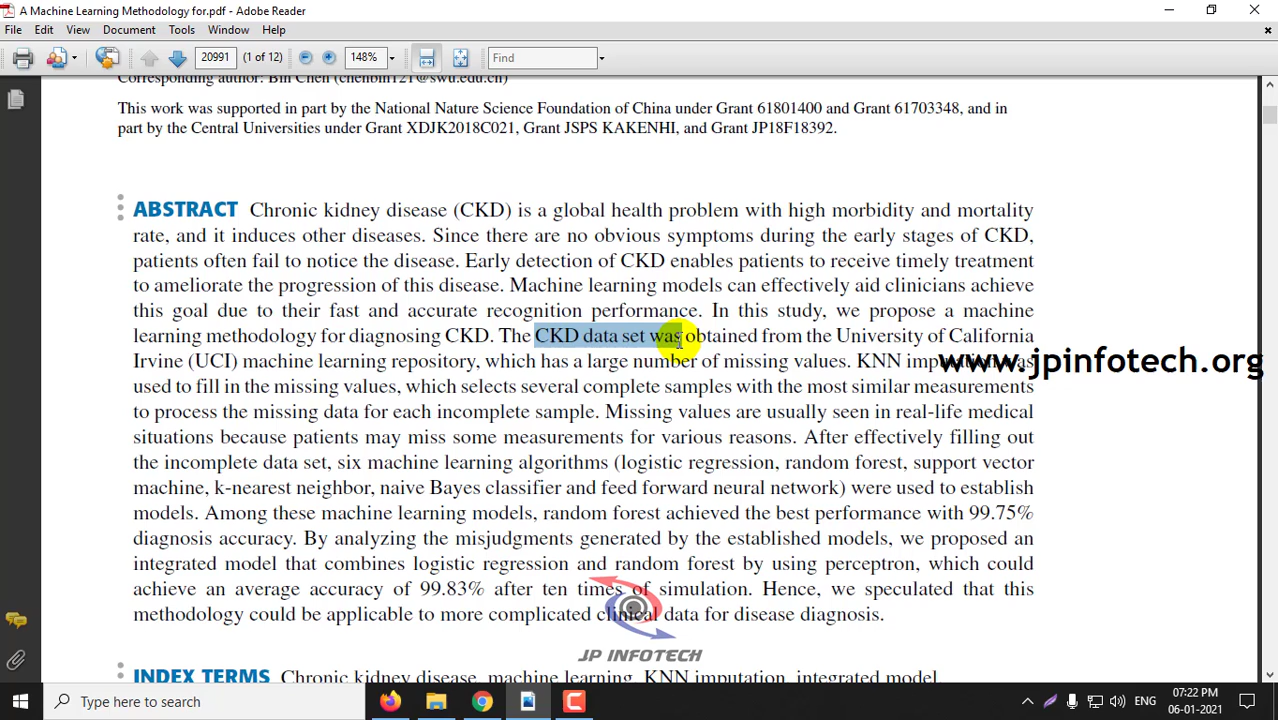 A Machine Learning Methodology for.pdf - Adobe Reader
File Edit View Document Tools Window Help
20991 (1 of 12) 148% Find
Corresponding author: Bin Chen (chenbin121@swu.edu.cn)
This work was supported in part by the National Nature Science Foundation of China under Grant 61801400 and Grant 61703348, and in
part by the Central Universities under Grant XDJK2018C021, Grant JSPS KAKENHI, and Grant JP18F18392.
ABSTRACT Chronic kidney disease (CKD) is a global health problem with high morbidity and mortality
rate, and it induces other diseases. Since there are no obvious symptoms during the early stages of CKD,
patients often fail to notice the disease. Early detection of CKD enables patients to receive timely treatment
to ameliorate the progression of this disease. Machine learning models can effectively aid clinicians achieve
this goal due to their fast and accurate recognition performance. In this study, we propose a machine
learning methodology for diagnosing CKD. The CKD data set was obtained from the University of California
Irvine (UCI) machine learning repository, which has a large number of missing values. KNN imputation was
www.jpinfotech.org
used to fill in the missing values, which selects several complete samples with the most similar measurements
to process the missing data for each incomplete sample. Missing values are usually seen in real-life medical
situations because patients may miss some measurements for various reasons. After effectively filling out
the incomplete data set, six machine learning algorithms (logistic regression, random forest, support vector
machine, k-nearest neighbor, naive Bayes classifier and feed forward neural network) were used to establish
models. Among these machine learning models, random forest achieved the best performance with 99.75%
diagnosis accuracy. By analyzing the misjudgments generated by the established models, we proposed an
integrated model that combines logistic regression and random forest by using perceptron, which could
achieve an average accuracy of 99.83% after ten times of simulation. Hence, we speculated that this
methodology could be applicable to more complicated clinical data for disease diagnosis.
JP INFOTECH
INDEX TERMS Chronic kidney disease, machine learning, KNN imputation, integrated model
Type here to search
ENG
07:22 PM
06-01-2021